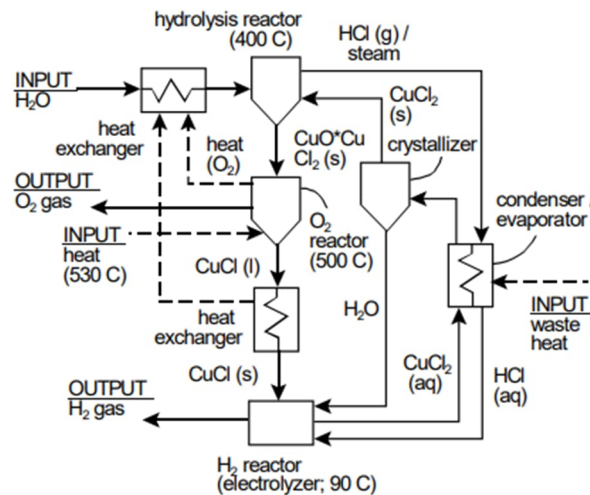 hydrolysis reactor
(400 C)
HCl (g) /
steam
INPUT
H₂O
CuCl₂
(s)
heat
exchanger
heat
(O₂)
CuO*Cu
Cl₂ (s)
crystallizer
OUTPUT
O₂ gas
condenser /
evaporator
INPUT
heat
(530 C)
O₂
reactor
(500 C)
CuCl (l)
H₂O
INPUT
waste
heat
heat
exchanger
CuCl₂
(aq)
HCl
(aq)
CuCl (s)
OUTPUT
H₂ gas
H₂ reactor
(electrolyzer; 90 C)